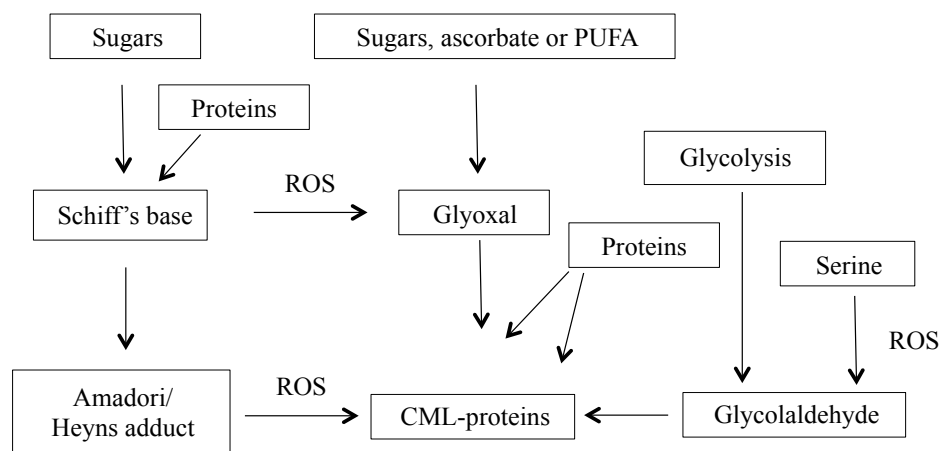 Sugars
Sugars, ascorbate or PUFA
Proteins
Glycolysis
ROS
Schiff's base
Glyoxal
Proteins
Serine
ROS
ROS
Amadori/
Heyns adduct
CML-proteins
Glycolaldehyde